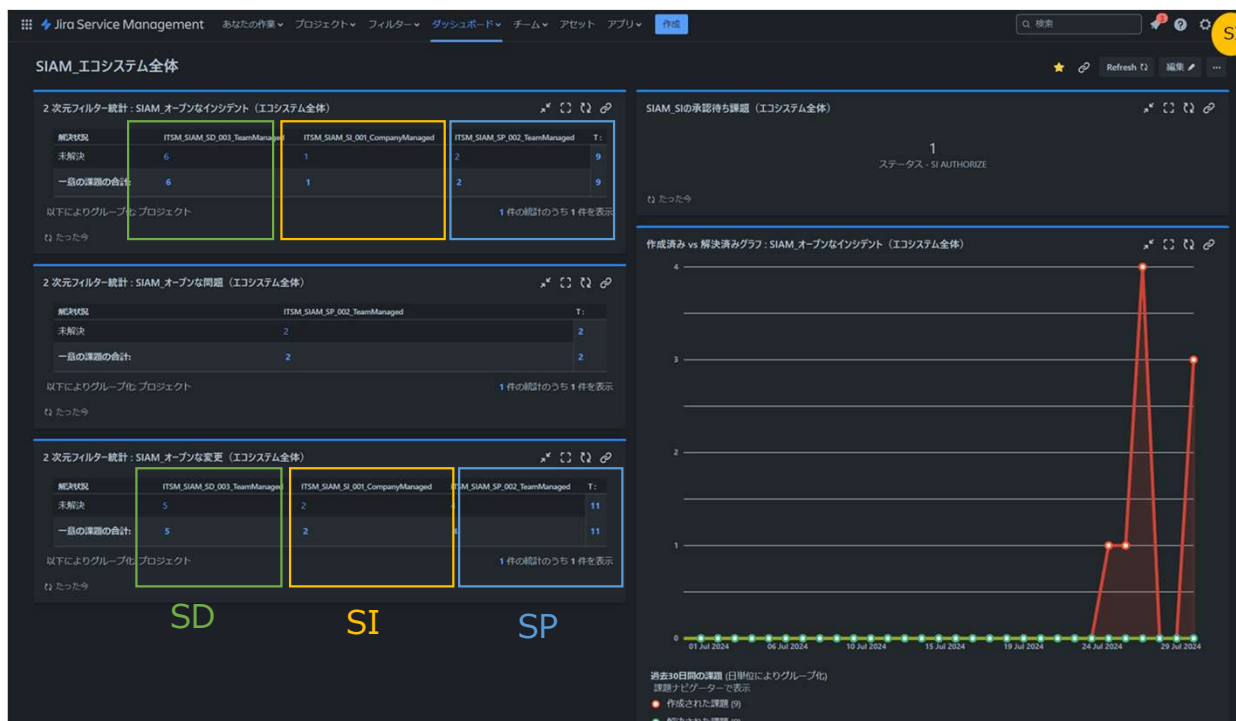 Jira Service Management あなたの作業 プロジェクト フィルター ダッシュボード チーム アセット アプリ 作成 検索
SIAM_エコシステム全体
Refresh 編集
2 次元フィルター統計 : SIAM_オープンなインシデント（エコシステム全体）
解決状況 ITSM_SIAM_SD_003_TeamManaged ITSM_SIAM_SI_001_CompanyManaged ITSM_SIAM_SP_002_TeamManaged T:
未解決 6 1 2 9
一意の課題の合計: 6 1 2 9
以下によりグループ化: プロジェクト 1 件の統計のうち 1 件を表示
たった今
2 次元フィルター統計 : SIAM_オープンな問題（エコシステム全体）
解決状況 ITSM_SIAM_SP_002_TeamManaged T:
未解決 2 2
一意の課題の合計: 2 2
以下によりグループ化: プロジェクト 1 件の統計のうち 1 件を表示
たった今
2 次元フィルター統計 : SIAM_オープンな変更（エコシステム全体）
解決状況 ITSM_SIAM_SD_003_TeamManaged ITSM_SIAM_SI_001_CompanyManaged ITSM_SIAM_SP_002_TeamManaged T:
未解決 5 2 11
一意の課題の合計: 5 2 11
以下によりグループ化: プロジェクト 1 件の統計のうち 1 件を表示
たった今
SD SI SP
SIAM_SIの承認待ち課題（エコシステム全体）
1
ステータス - SI AUTHORIZE
たった今
作成済み vs 解決済みグラフ : SIAM_オープンなインシデント（エコシステム全体）
4
3
2
1
0
01 Jul 2024 06 Jul 2024 10 Jul 2024 15 Jul 2024 19 Jul 2024 24 Jul 2024 29 Jul 2024
過去30日間の課題 (日単位によりグループ化)
課題ナビゲーターで表示
作成された課題 (9)